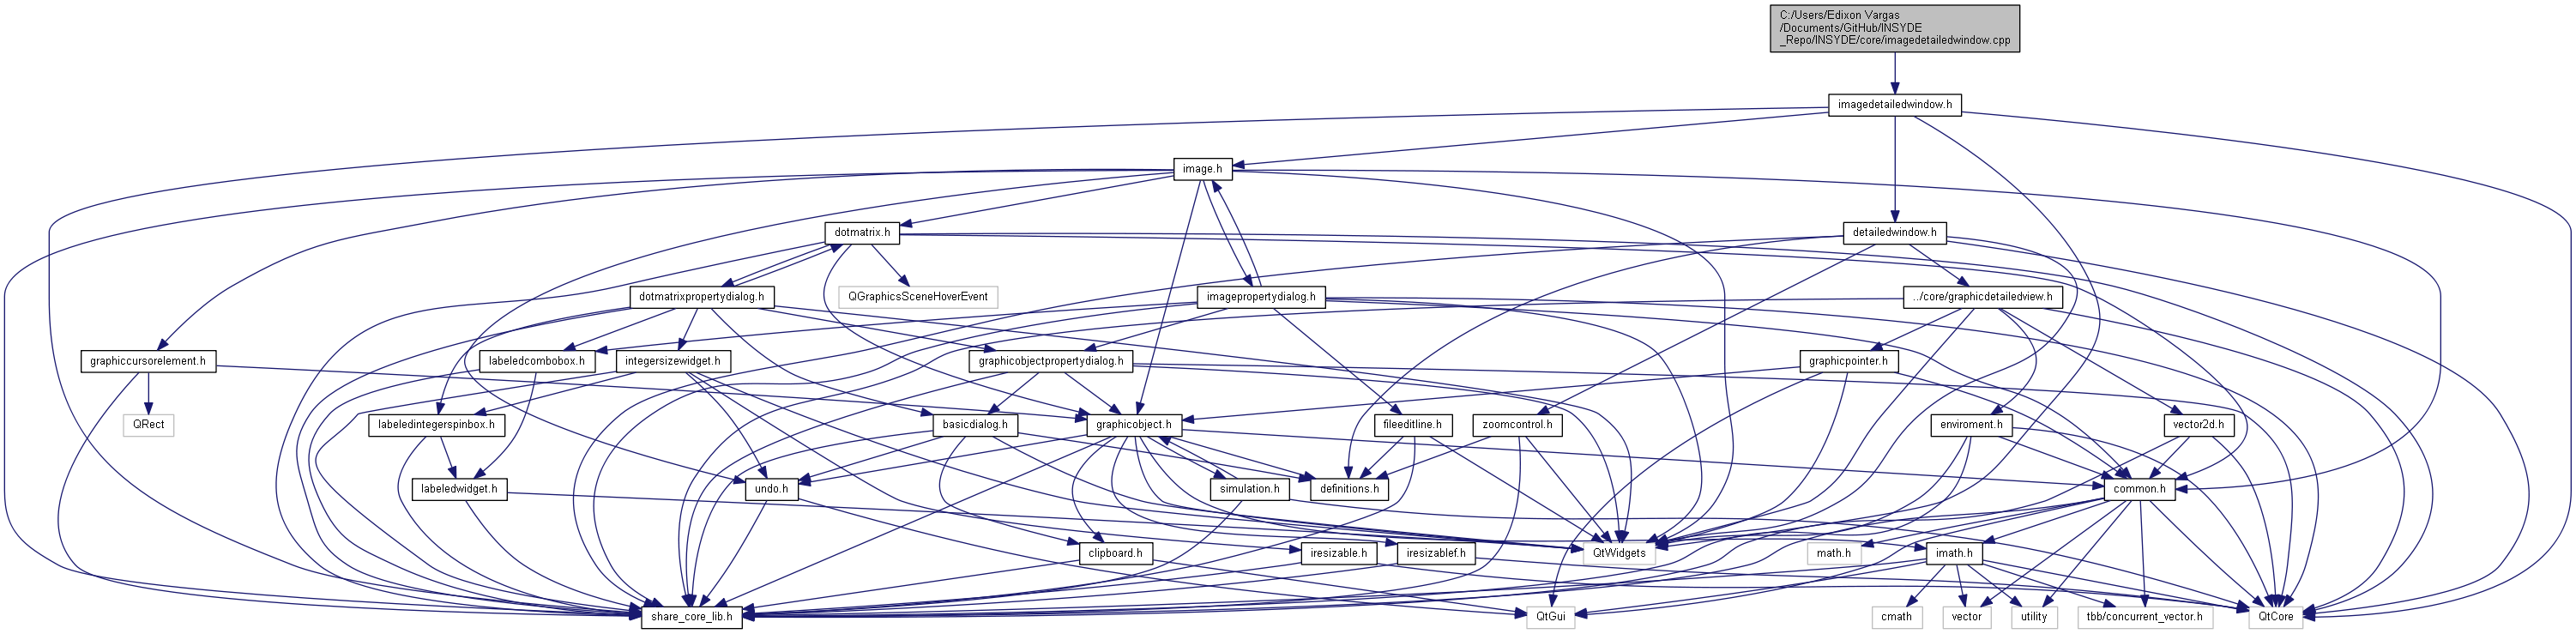 C:/Users/Edixon Vargas
/Documents/GitHub/INSYDE
_Repo/INSYDE/core/imagedetailedwindow.cpp
imagedetailedwindow.h
image.h
dotmatrix.h
detailedwindow.h
dotmatrixpropertydialog.h
QGraphicsSceneHoverEvent
imagepropertydialog.h
../core/graphicdetailedview.h
graphiccursorelement.h
labeledcombobox.h
integersizewidget.h
graphicobjectpropertydialog.h
graphicpointer.h
QRect
labeledintegerspinbox.h
basicdialog.h
graphicobject.h
fileeditline.h
zoomcontrol.h
enviroment.h
vector2d.h
labeledwidget.h
undo.h
simulation.h
definitions.h
common.h
clipboard.h
iresizable.h
iresizablef.h
QtWidgets
math.h
imath.h
share_core_lib.h
QtGui
cmath
vector
utility
tbb/concurrent_vector.h
QtCore